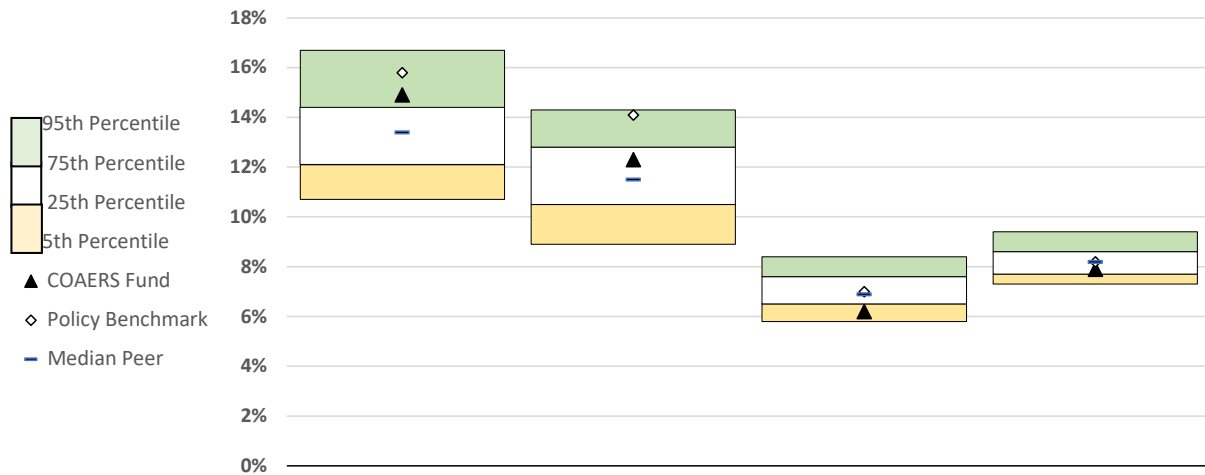 18%
16%
14%
12%
10%
8%
6%
4%
2%
0%
95th Percentile
75th Percentile
25th Percentile
5th Percentile
COAERS Fund
Policy Benchmark
Median Peer